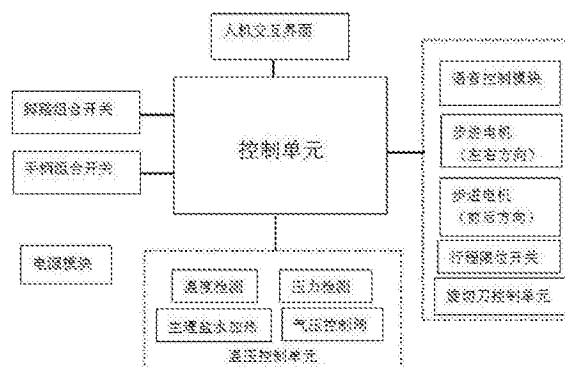 人机交互界面
脚踏组合开关
手柄组合开关
控制单元
电源模块
语音控制模块
步进电机
（左右方向）
步进电机
（前后方向）
行程限位开关
旋切刀控制单元
温度检测
压力检测
生理盐水加热
气压控制阀
温压控制单元